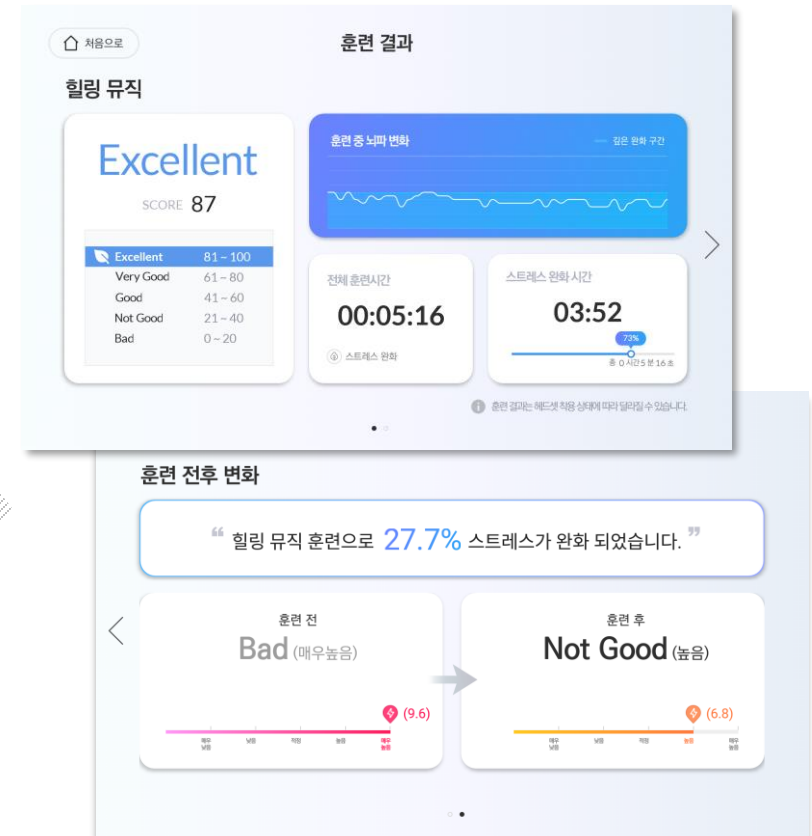 처음으로
훈련 결과
힐링 뮤직
Excellent
SCORE 87
Excellent 81 ~ 100
Very Good 61 ~ 80
Good 41 ~ 60
Not Good 21 ~ 40
Bad 0 ~ 20
훈련 중 뇌파 변화
깊은 완화 구간
전체 훈련시간
00:05:16
스트레스 완화
스트레스 완화 시간
03:52
73%
총 0 시간 5 분 16 초
훈련 결과는 헤드셋 착용 상태에 따라 달라질 수 있습니다.
훈련 전후 변화
“ 힐링 뮤직 훈련으로 27.7% 스트레스가 완화 되었습니다. ”
훈련 전
Bad (매우높음)
(9.6)
매우 낮음 낮음 적정 높음 매우 높음
훈련 후
Not Good (높음)
(6.8)
매우 낮음 낮음 적정 높음 매우 높음